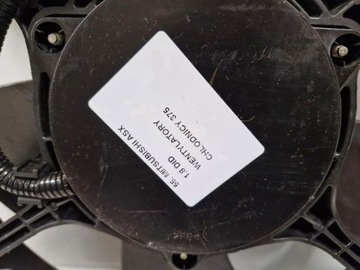 55. MITSUBISHI ASX
1.8 DID
WENTYLATORY
CHŁODNICY 375